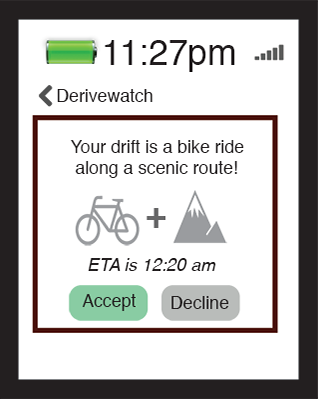 11:27pm
Derivewatch
Your drift is a bike ride
along a scenic route!
+
ETA is 12:20 am
Accept
Decline